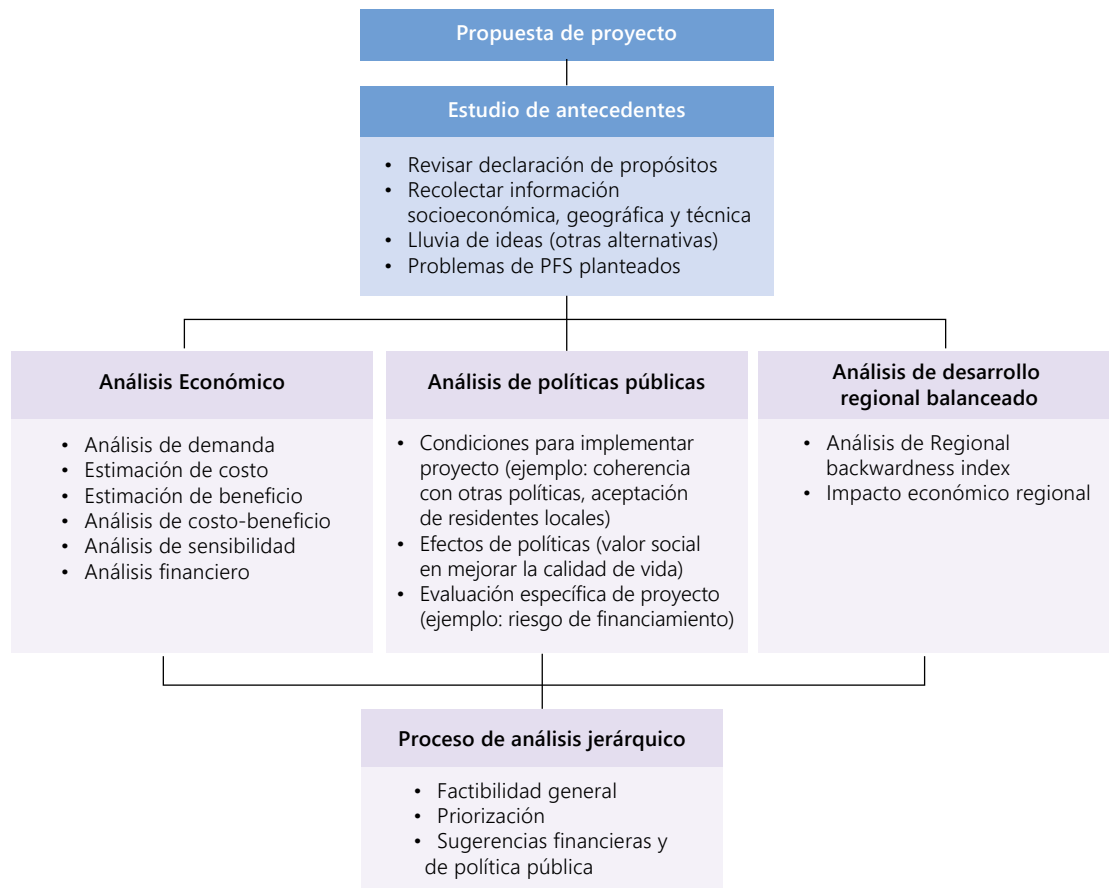 Propuesta de proyecto
Estudio de antecedentes
• Revisar declaración de propósitos
• Recolectar información
socioeconómica, geográfica y técnica
• Lluvia de ideas (otras alternativas)
• Problemas de PFS planteados
Análisis Económico
• Análisis de demanda
• Estimación de costo
• Estimación de beneficio
• Análisis de costo-beneficio
• Análisis de sensibilidad
• Análisis financiero
Análisis de políticas públicas
• Condiciones para implementar
proyecto (ejemplo: coherencia
con otras políticas, aceptación
de residentes locales)
• Efectos de políticas (valor social
en mejorar la calidad de vida)
• Evaluación específica de proyecto
(ejemplo: riesgo de financiamiento)
Análisis de desarrollo
regional balanceado
• Análisis de Regional
backwardness index
• Impacto económico regional
Proceso de análisis jerárquico
• Factibilidad general
• Priorización
• Sugerencias financieras y
de política pública